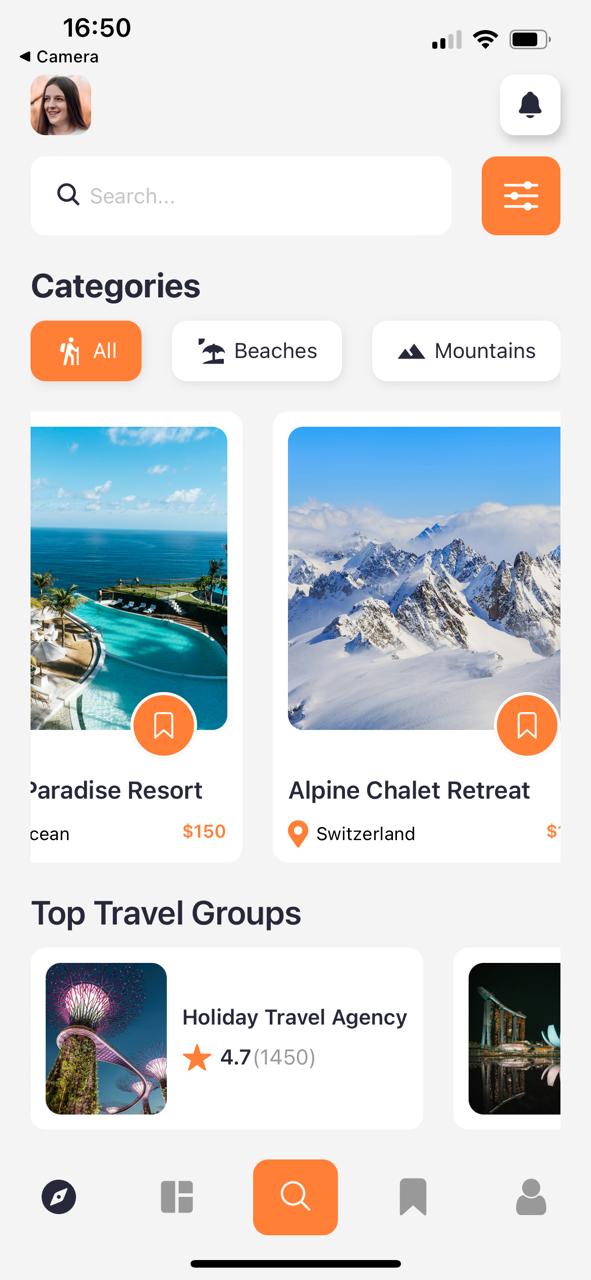 16:50
◀ Camera
Search...
Categories
All
Beaches
Mountains
Paradise Resort
Alpine Chalet Retreat
cean
$150
Switzerland
Top Travel Groups
Holiday Travel Agency
4.7(1450)